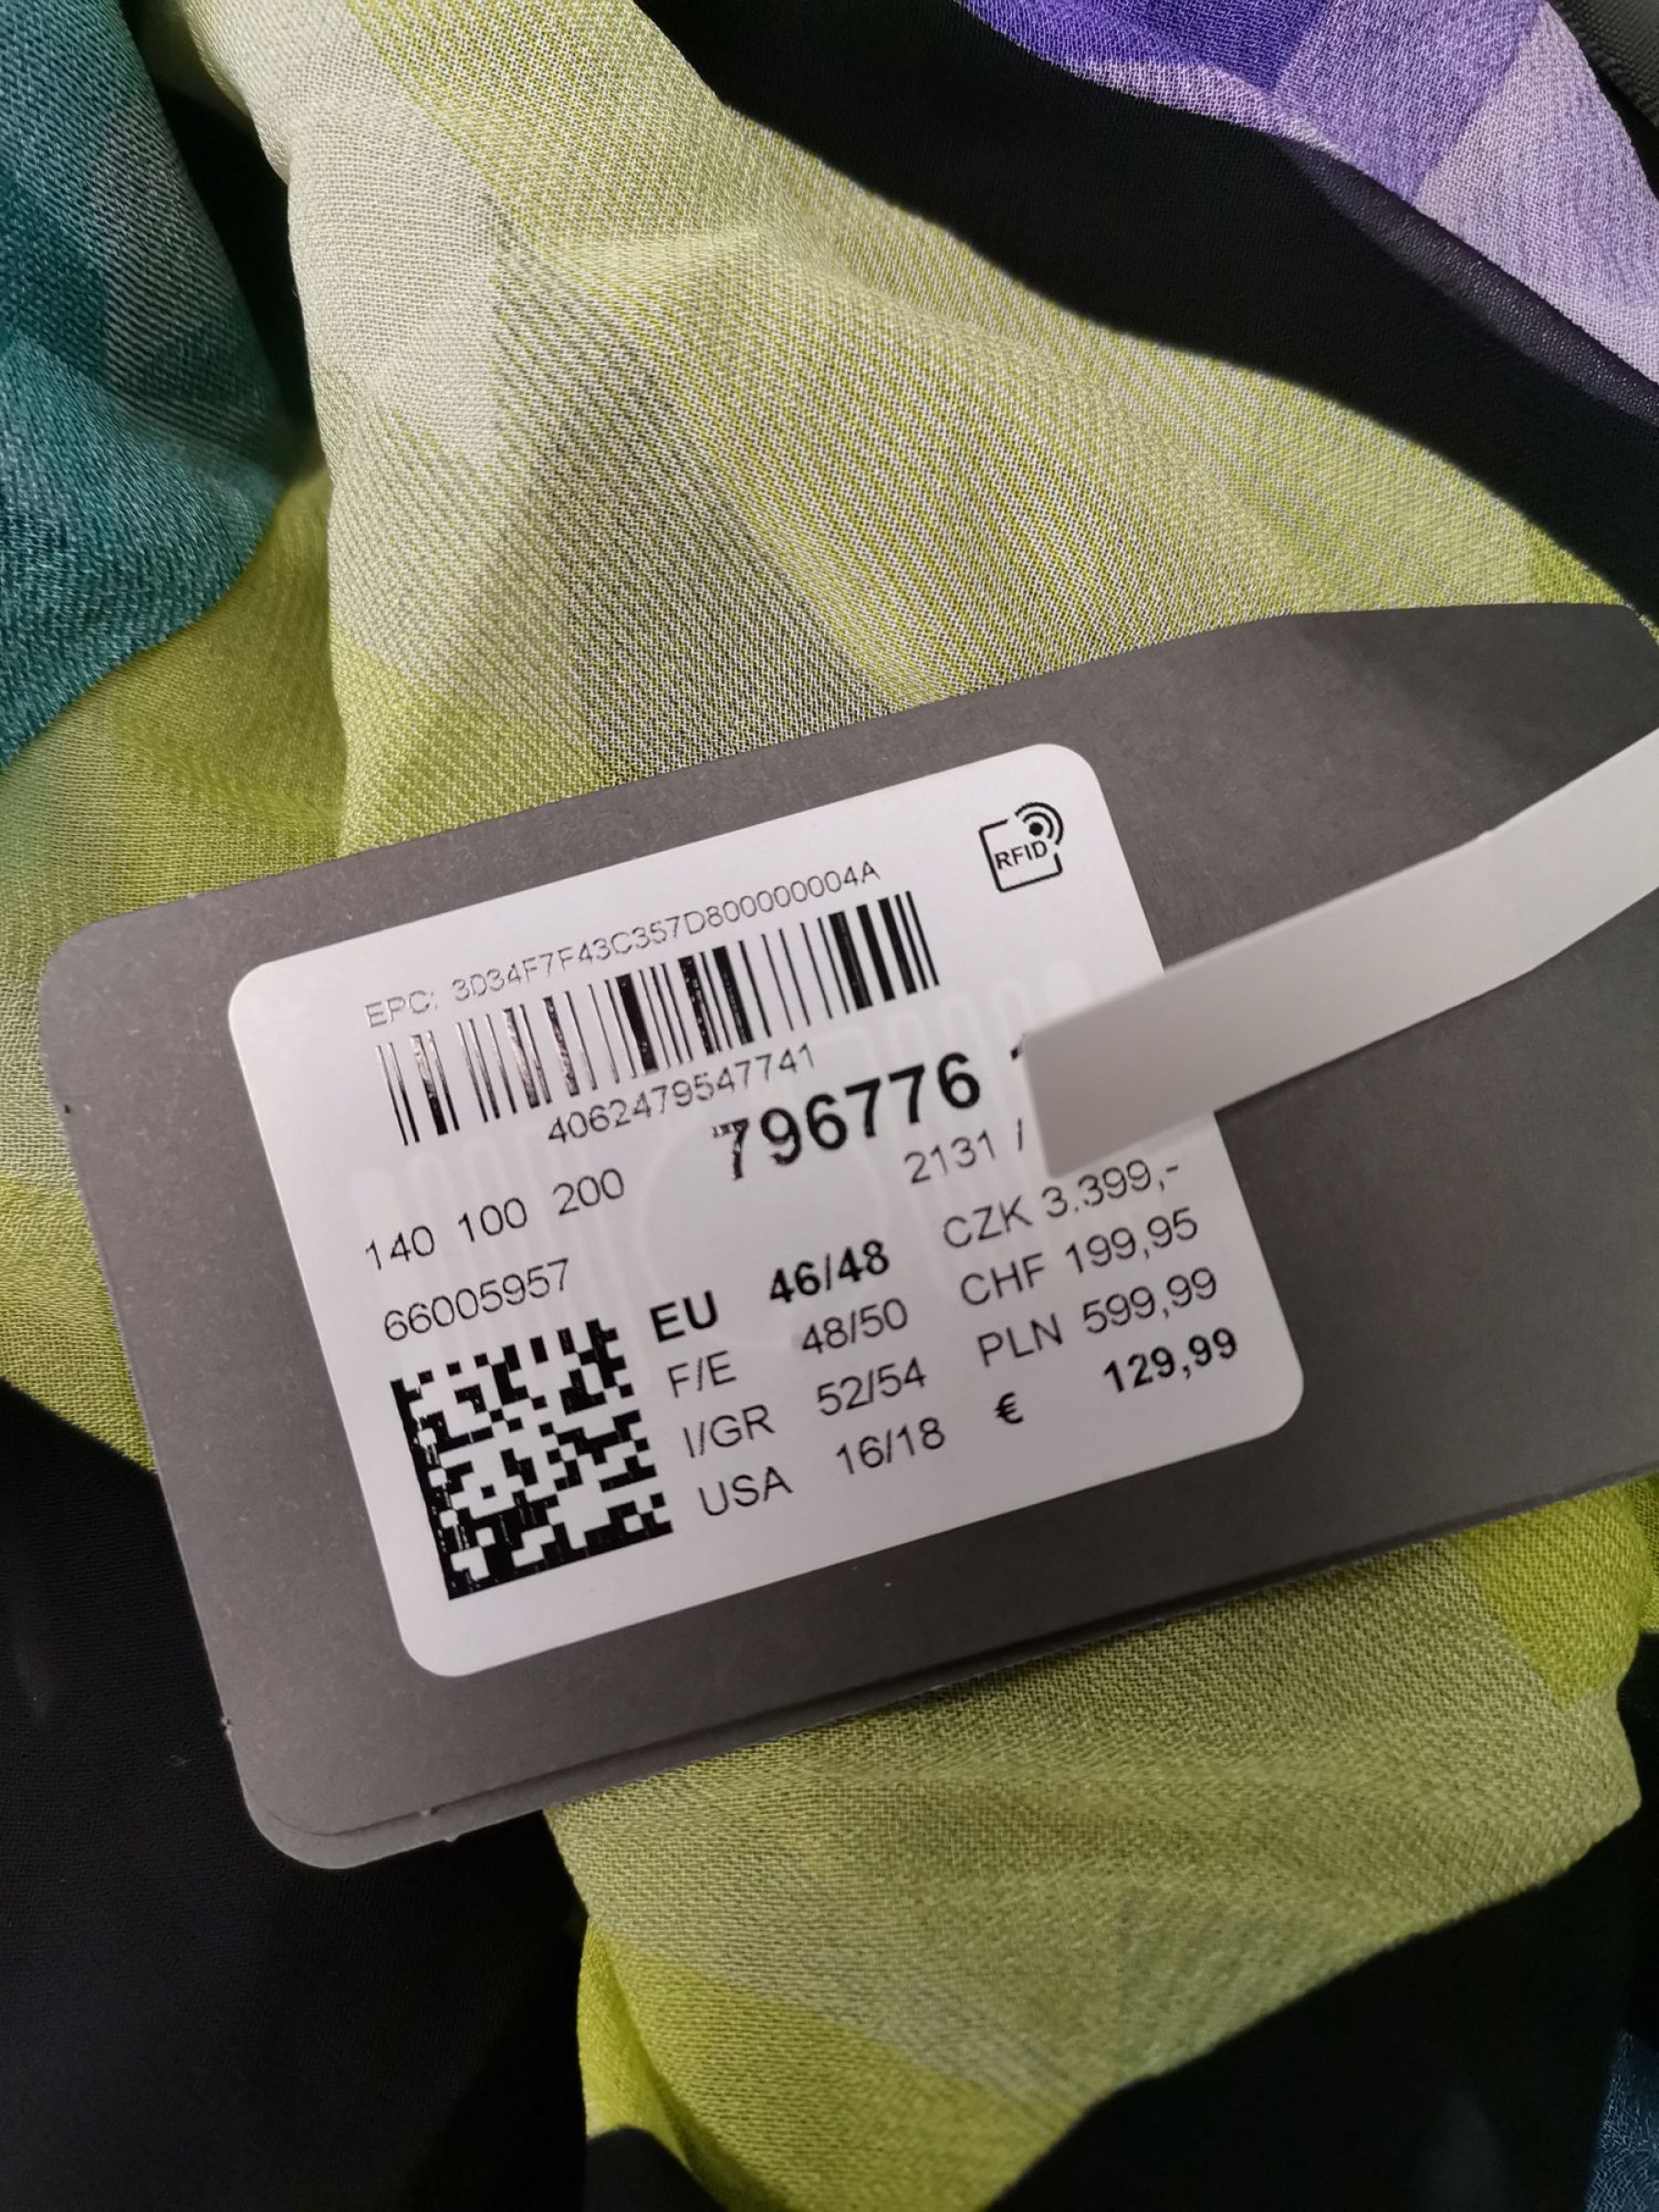 RFID
EPC: 3034F7F43C357D800000004A
4062479547741
796776
140 100 200
2131 /
66005957
CZK 3.399,-
EU 46/48
CHF 199,95
F/E 48/50
PLN 599,99
I/GR 52/54
€ 129,99
USA 16/18